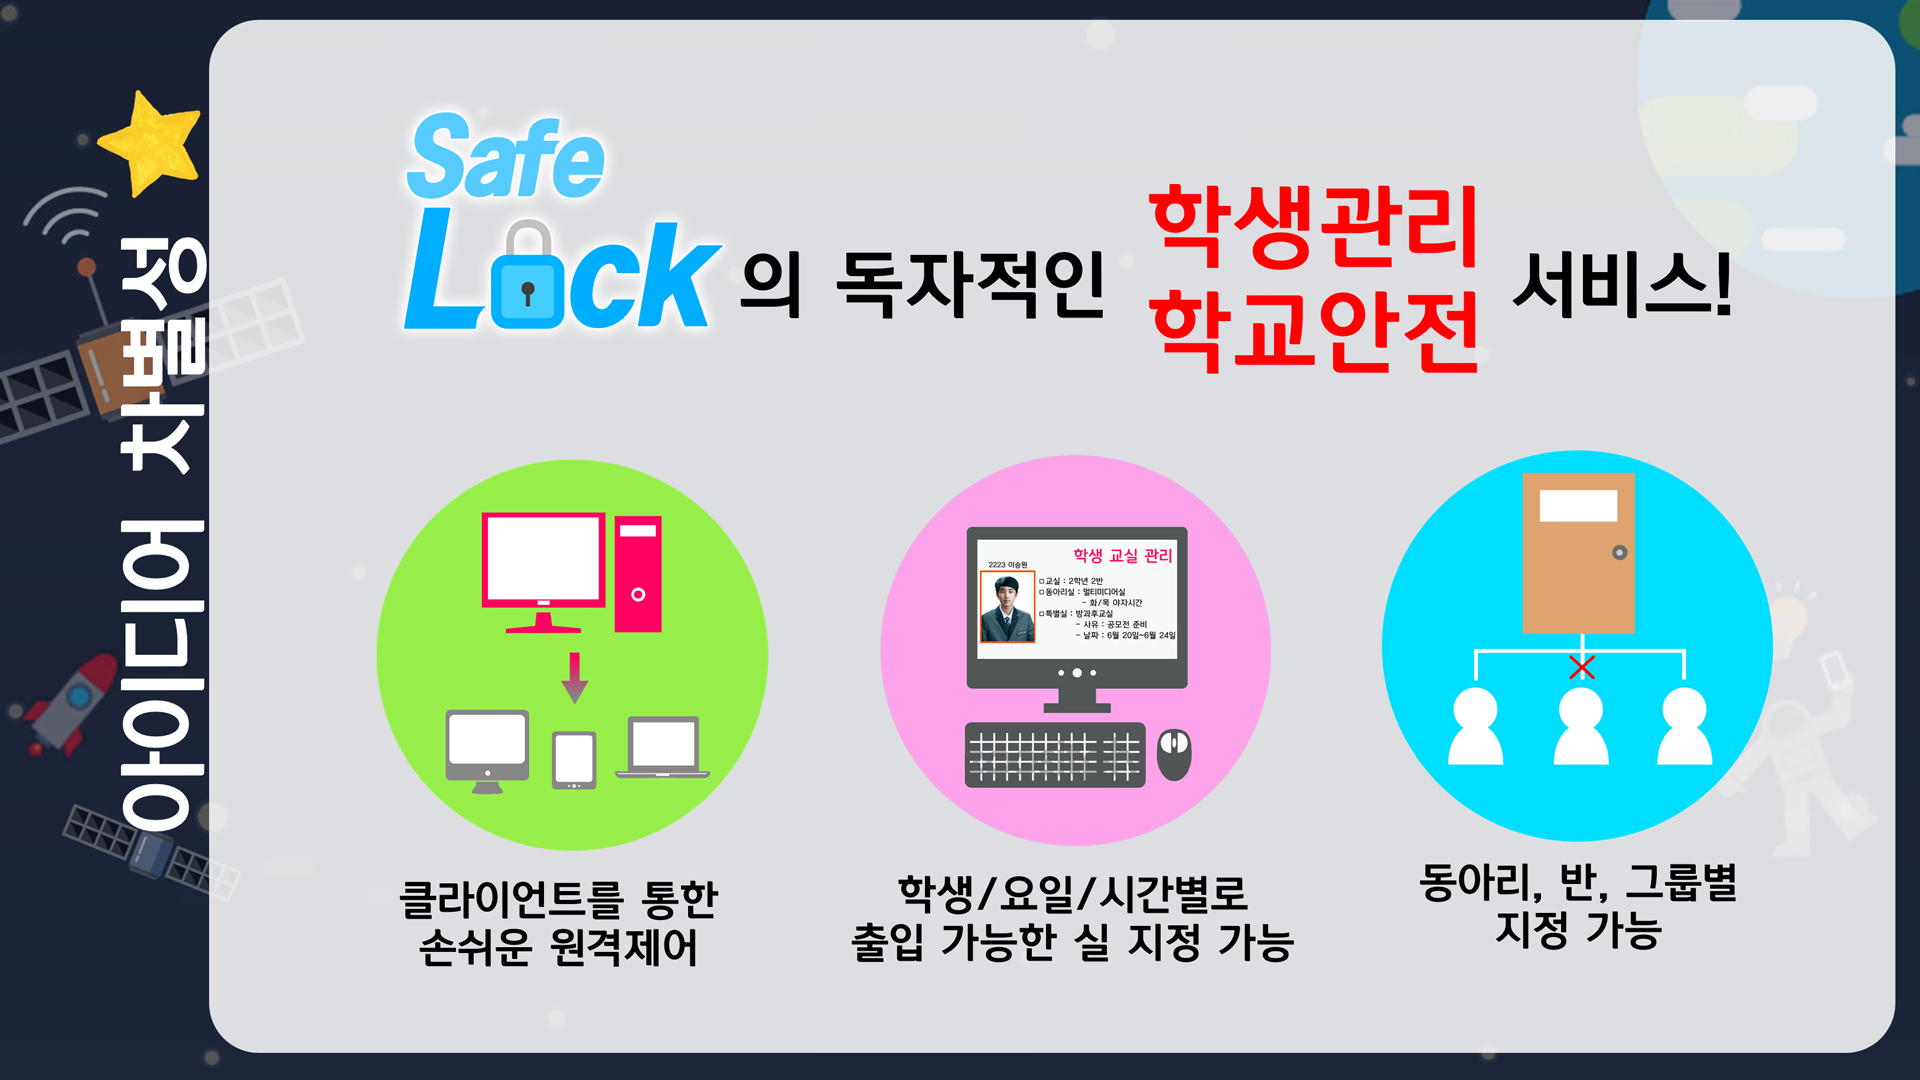 아이디어 차별성
Safe
Lock의 독자적인 학생관리 학교안전 서비스!
학생 교실 관리
2223 이승원
□교실 : 2학년 2반
□동아리실 : 멀티미디어실
- 화/목 야자시간
□특별실 : 방과후교실
- 사유 : 공모전 준비
- 날짜 : 6월 20일~6월 24일
클라이언트를 통한
손쉬운 원격제어
학생/요일/시간별로
출입 가능한 실 지정 가능
동아리, 반, 그룹별
지정 가능